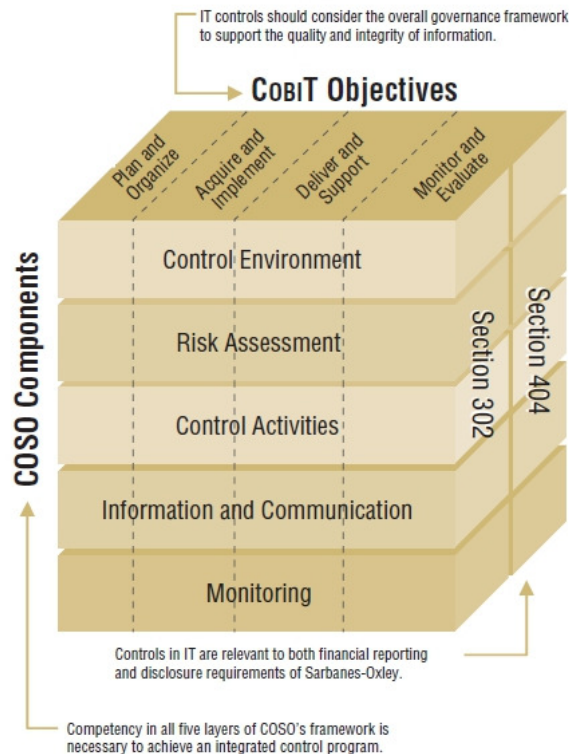 IT controls should consider the overall governance framework
to support the quality and integrity of information.
COBIT Objectives
Plan and
Organize
Acquire and
Implement
Deliver and
Support
Monitor and
Evaluate
COSO Components
Control Environment
Risk Assessment
Control Activities
Information and Communication
Monitoring
Section 302
Section 404
Controls in IT are relevant to both financial reporting
and disclosure requirements of Sarbanes-Oxley.
Competency in all five layers of COSO's framework is
necessary to achieve an integrated control program.